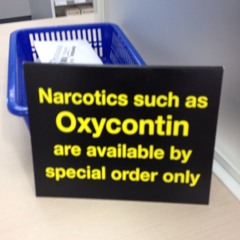 Narcotics such as
Oxycontin
are available by
special order only